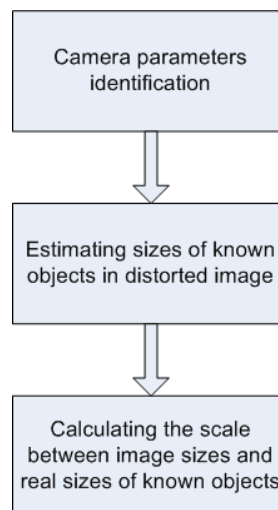 Camera parameters
identification
Estimating sizes of known
objects in distorted image
Calculating the scale
between image sizes and
real sizes of known objects